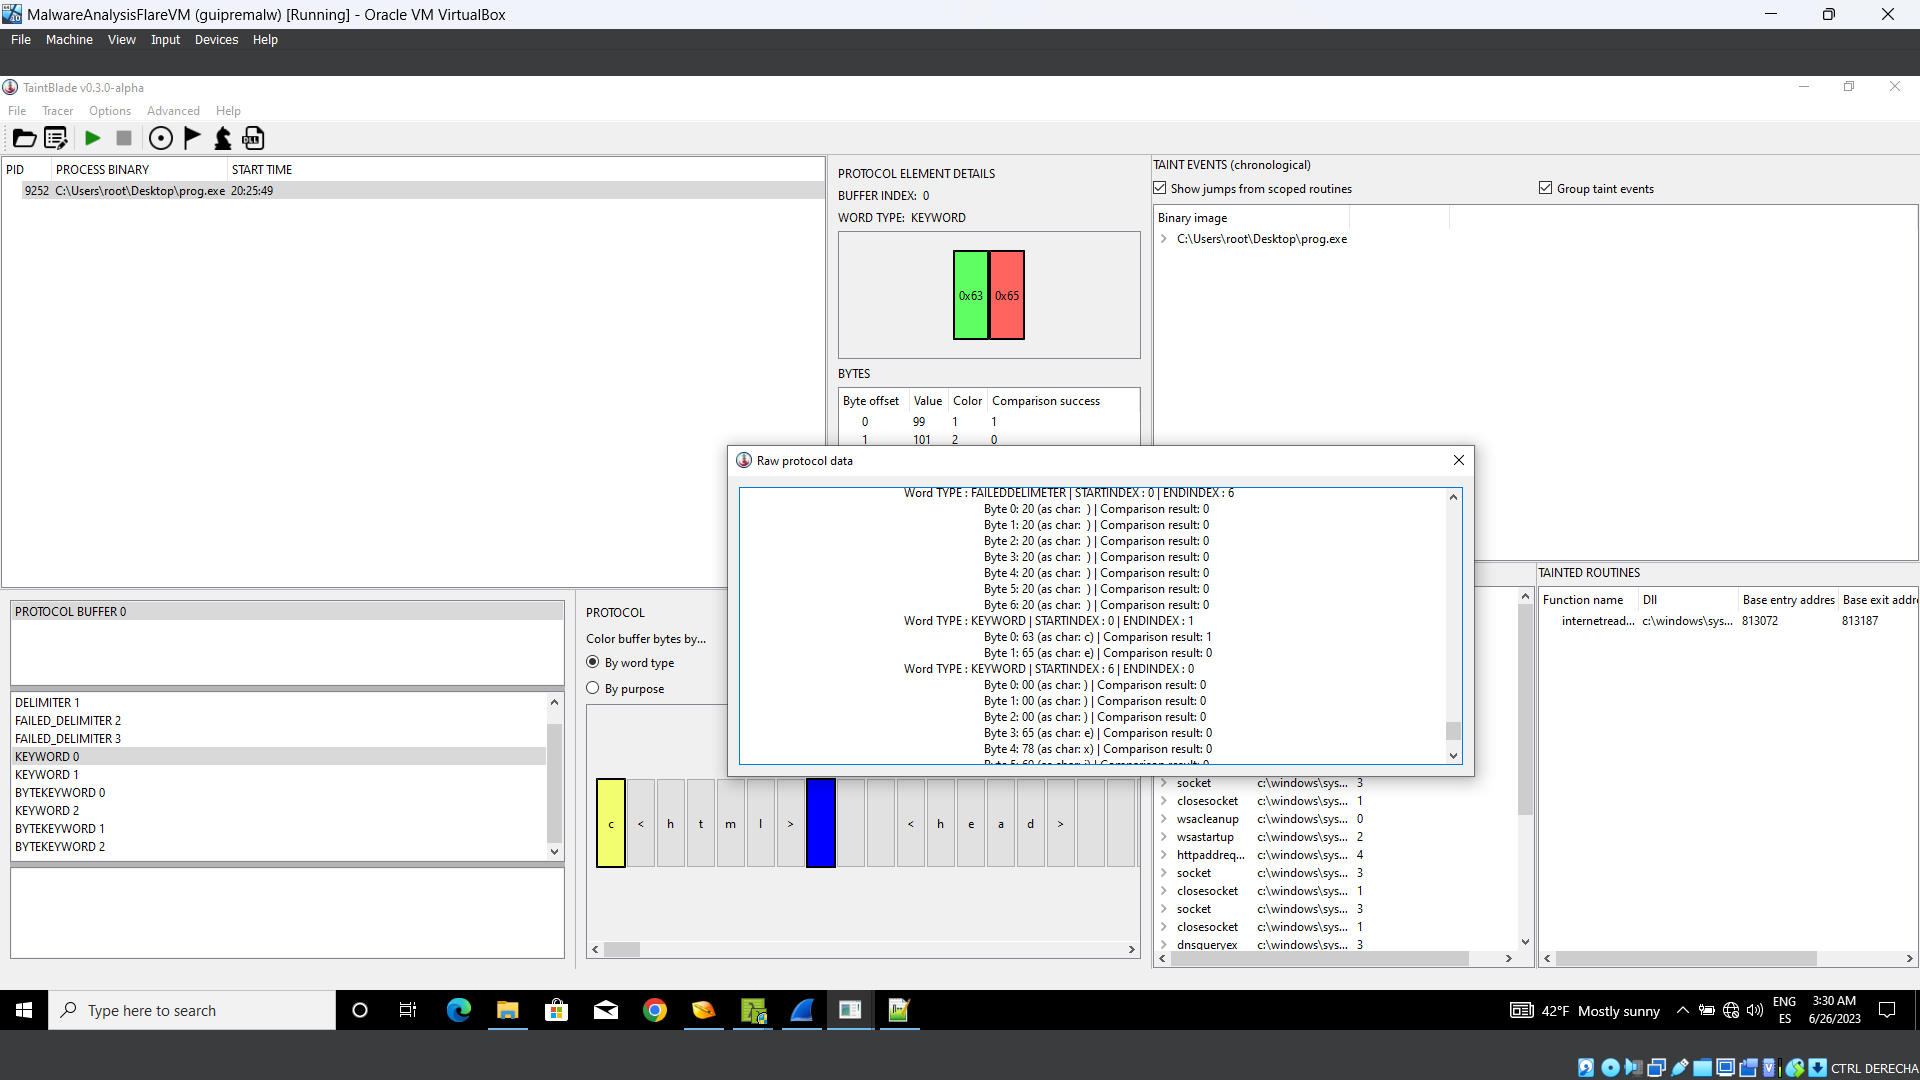 MalwareAnalysisFlareVM (guipremalw) [Running] - Oracle VM VirtualBox
File Machine View Input Devices Help
TaintBlade v0.3.0-alpha
File Tracer Options Advanced Help
DLL
PID PROCESS BINARY START TIME
9252 C:\Users\root\Desktop\prog.exe 20:25:49
PROTOCOL ELEMENT DETAILS
BUFFER INDEX: 0
WORD TYPE: KEYWORD
0x63 0x65
BYTES
Byte offset Value Color Comparison success
0 99 1 1
1 101 2 0
TAINT EVENTS (chronological)
Show jumps from scoped routines Group taint events
Binary image
C:\Users\root\Desktop\prog.exe
Raw protocol data
Word TYPE : FAILEDDELIMETER | STARTINDEX : 0 | ENDINDEX : 6
Byte 0: 20 (as char: ) | Comparison result: 0
Byte 1: 20 (as char: ) | Comparison result: 0
Byte 2: 20 (as char: ) | Comparison result: 0
Byte 3: 20 (as char: ) | Comparison result: 0
Byte 4: 20 (as char: ) | Comparison result: 0
Byte 5: 20 (as char: ) | Comparison result: 0
Byte 6: 20 (as char: ) | Comparison result: 0
Word TYPE : KEYWORD | STARTINDEX : 0 | ENDINDEX : 1
Byte 0: 63 (as char: c) | Comparison result: 1
Byte 1: 65 (as char: e) | Comparison result: 0
Word TYPE : KEYWORD | STARTINDEX : 6 | ENDINDEX : 0
Byte 0: 00 (as char: ) | Comparison result: 0
Byte 1: 00 (as char: ) | Comparison result: 0
Byte 2: 00 (as char: ) | Comparison result: 0
Byte 3: 65 (as char: e) | Comparison result: 0
Byte 4: 78 (as char: x) | Comparison result: 0
PROTOCOL BUFFER 0
DELIMITER 1
FAILED_DELIMITER 2
FAILED_DELIMITER 3
KEYWORD 0
KEYWORD 1
BYTEKEYWORD 0
KEYWORD 2
BYTEKEYWORD 1
BYTEKEYWORD 2
PROTOCOL
Color buffer bytes by...
By word type
By purpose
c < h t m l > < h e a d >
socket c:\windows\sys... 3
closesocket c:\windows\sys... 1
wsacleanup c:\windows\sys... 0
wsastartup c:\windows\sys... 2
httpaddreq... c:\windows\sys... 4
socket c:\windows\sys... 3
closesocket c:\windows\sys... 1
socket c:\windows\sys... 3
closesocket c:\windows\sys... 1
dnsqueryex c:\windows\sys... 3
TAINTED ROUTINES
Function name Dll Base entry addres Base exit addr
internetread... c:\windows\sys... 813072 813187
Type here to search
42°F Mostly sunny
ENG
ES
3:30 AM
6/26/2023
CTRL DERECHA